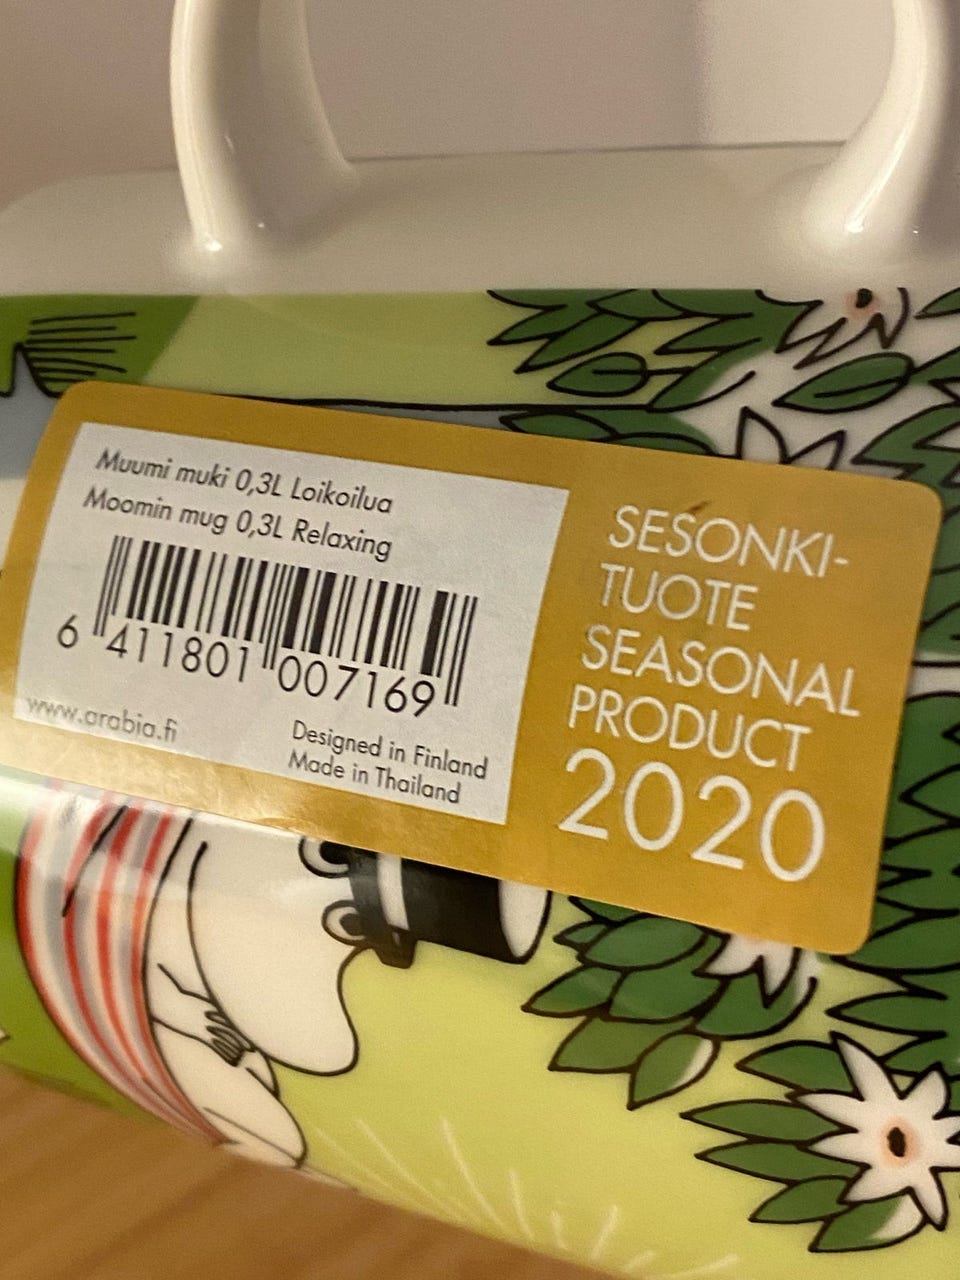 Muumi muki 0,3L Loikoilua
Moomin mug 0,3L Relaxing
6 411801 007169
www.arabia.fi
Designed in Finland
Made in Thailand
SESONKI-
TUOTE
SEASONAL
PRODUCT
2020